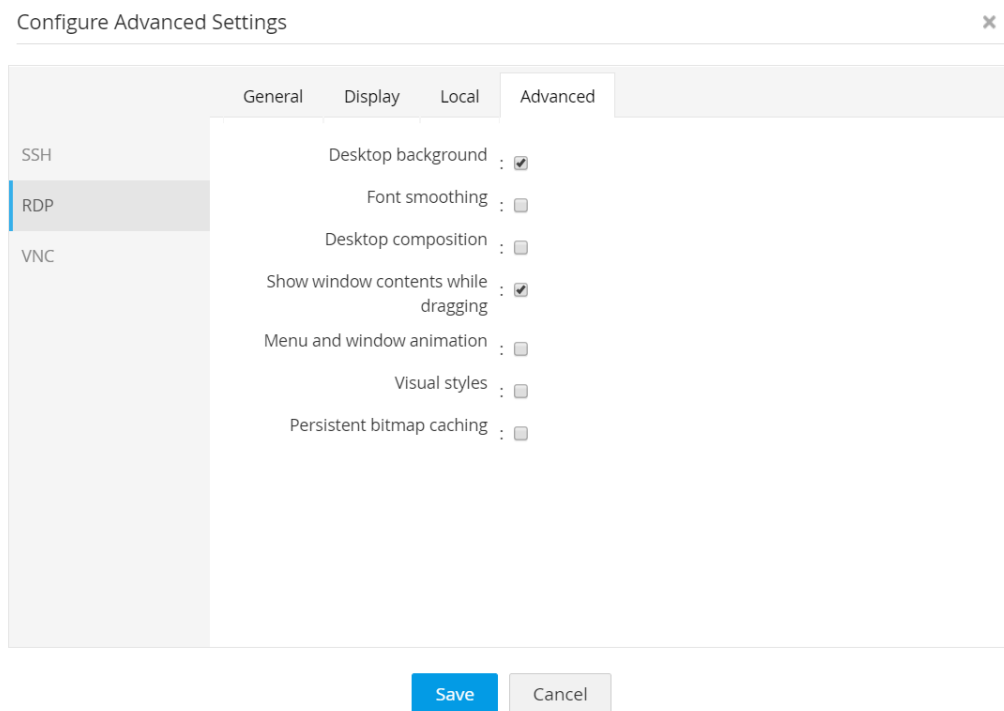 Configure Advanced Settings ×
General Display Local Advanced
SSH
RDP
VNC
Desktop background :
Font smoothing :
Desktop composition :
Show window contents while :
dragging
Menu and window animation :
Visual styles :
Persistent bitmap caching :
Save Cancel